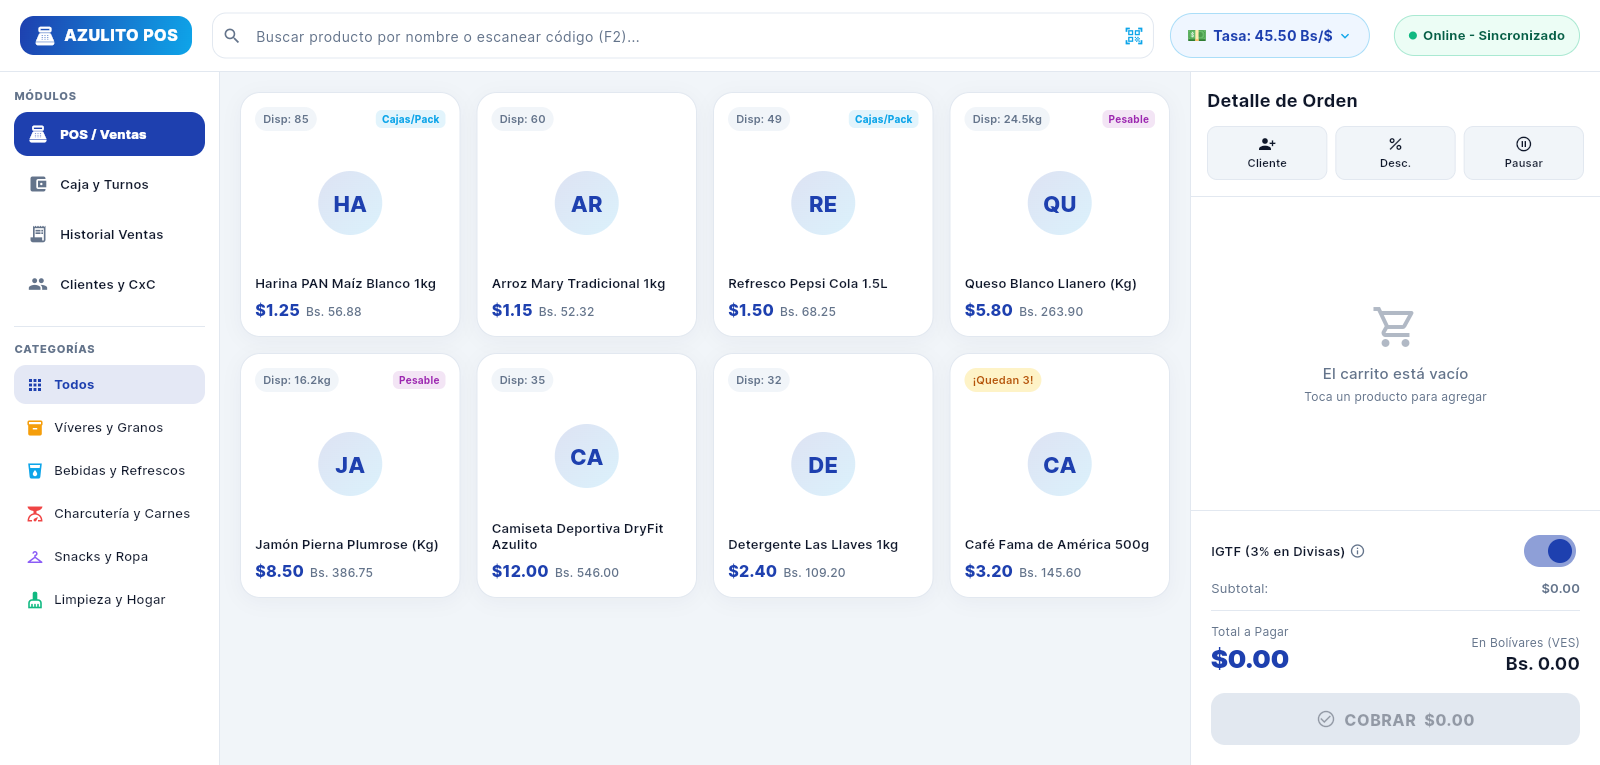 AZULITO POS
Buscar producto por nombre o escanear código (F2)...
Tasa: 45.50 Bs/$
Online - Sincronizado
MÓDULOS
POS / Ventas
Caja y Turnos
Historial Ventas
Clientes y CxC
CATEGORÍAS
Todos
Víveres y Granos
Bebidas y Refrescos
Charcutería y Carnes
Snacks y Ropa
Limpieza y Hogar
Disp: 85
Cajas/Pack
HA
Harina PAN Maíz Blanco 1kg
$1.25 Bs. 56.88
Disp: 60
AR
Arroz Mary Tradicional 1kg
$1.15 Bs. 52.32
Disp: 49
Cajas/Pack
RE
Refresco Pepsi Cola 1.5L
$1.50 Bs. 68.25
Disp: 24.5kg
Pesable
QU
Queso Blanco Llanero (Kg)
$5.80 Bs. 263.90
Disp: 16.2kg
Pesable
JA
Jamón Pierna Plumrose (Kg)
$8.50 Bs. 386.75
Disp: 35
CA
Camiseta Deportiva DryFit
Azulito
$12.00 Bs. 546.00
Disp: 32
DE
Detergente Las Llaves 1kg
$2.40 Bs. 109.20
¡Quedan 3!
CA
Café Fama de América 500g
$3.20 Bs. 145.60
Detalle de Orden
Cliente
Desc.
Pausar
El carrito está vacío
Toca un producto para agregar
IGTF (3% en Divisas)
Subtotal:
$0.00
Total a Pagar
$0.00
En Bolívares (VES)
Bs. 0.00
COBRAR $0.00